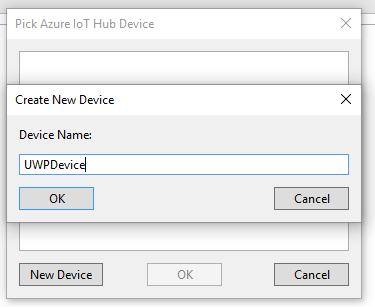 Pick Azure IoT Hub Device
Create New Device
Device Name:
UWPDevice
OK Cancel
New Device OK Cancel